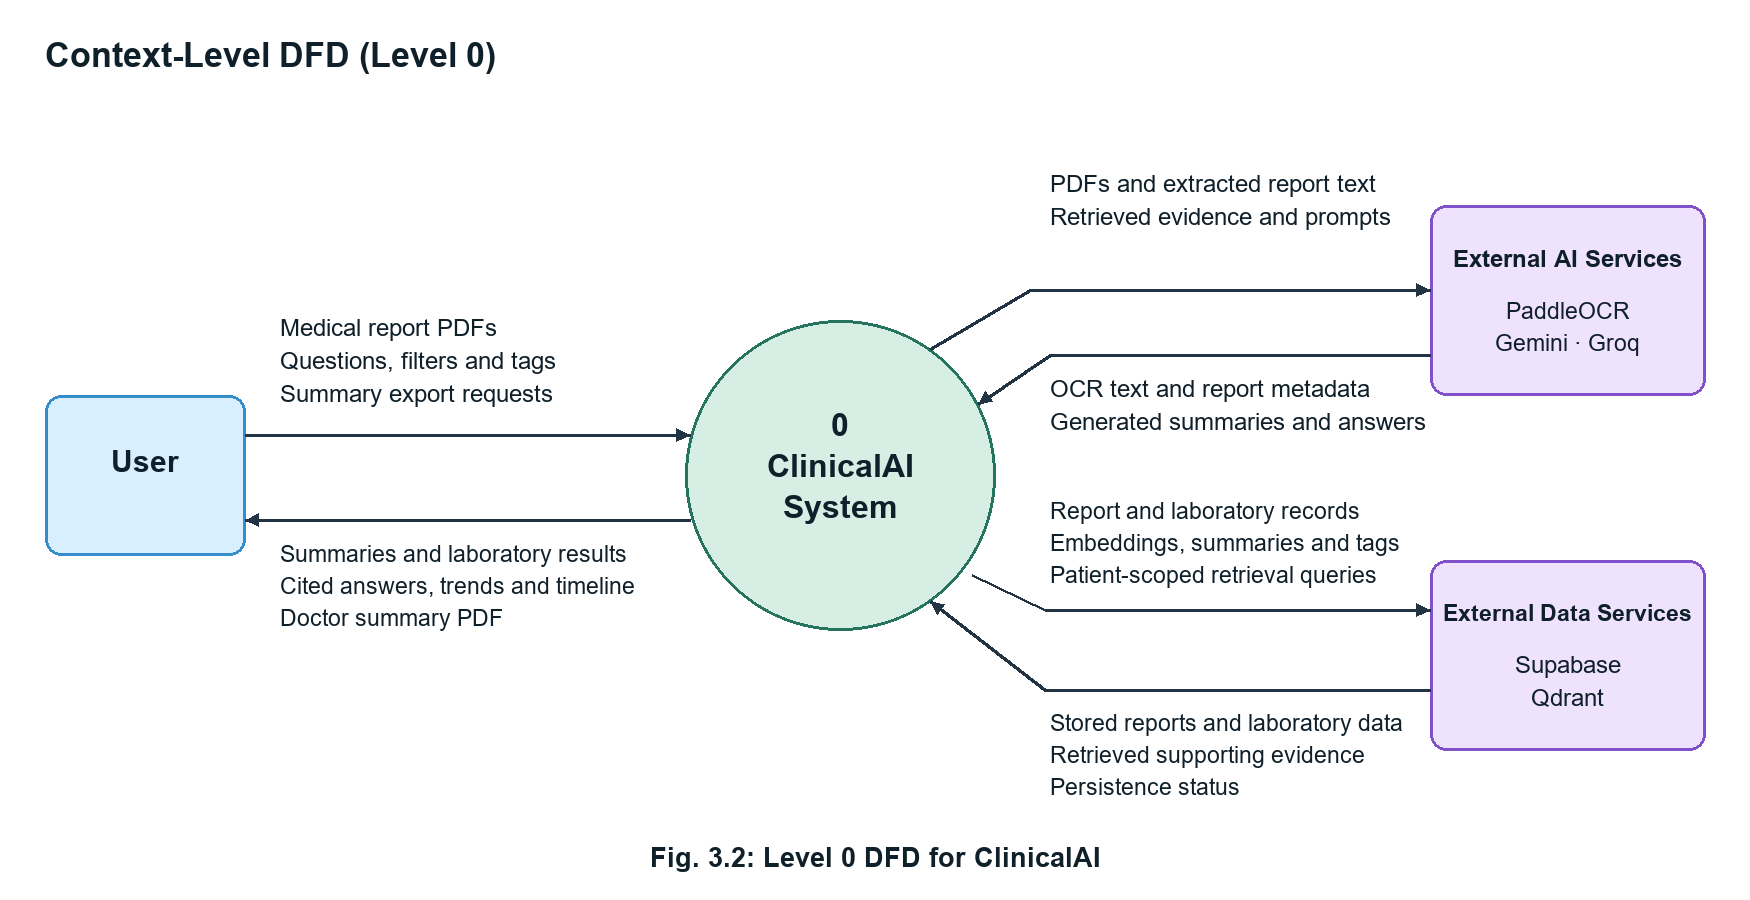 Context-Level DFD (Level 0)
PDFs and extracted report text
Retrieved evidence and prompts
External AI Services
PaddleOCR
Gemini · Groq
Medical report PDFs
Questions, filters and tags
Summary export requests
OCR text and report metadata
Generated summaries and answers
User
0
ClinicalAI
System
Report and laboratory records
Embeddings, summaries and tags
Patient-scoped retrieval queries
Summaries and laboratory results
Cited answers, trends and timeline
Doctor summary PDF
External Data Services
Supabase
Qdrant
Stored reports and laboratory data
Retrieved supporting evidence
Persistence status
Fig. 3.2: Level 0 DFD for ClinicalAI